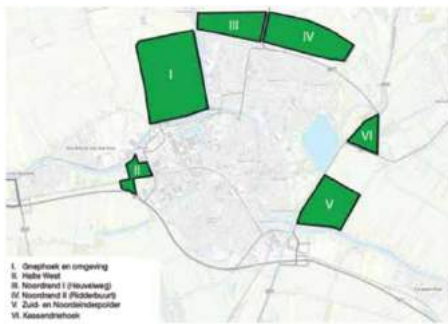 III
IV
I
VI
II
V
I. Gnephoek en omgeving
II. Halte West
III. Noordrand I (Heuvelweg)
IV. Noordrand II (Ridderbuurt)
V. Zuid- en Noordeinderpolder
VI. Kassendriehoek